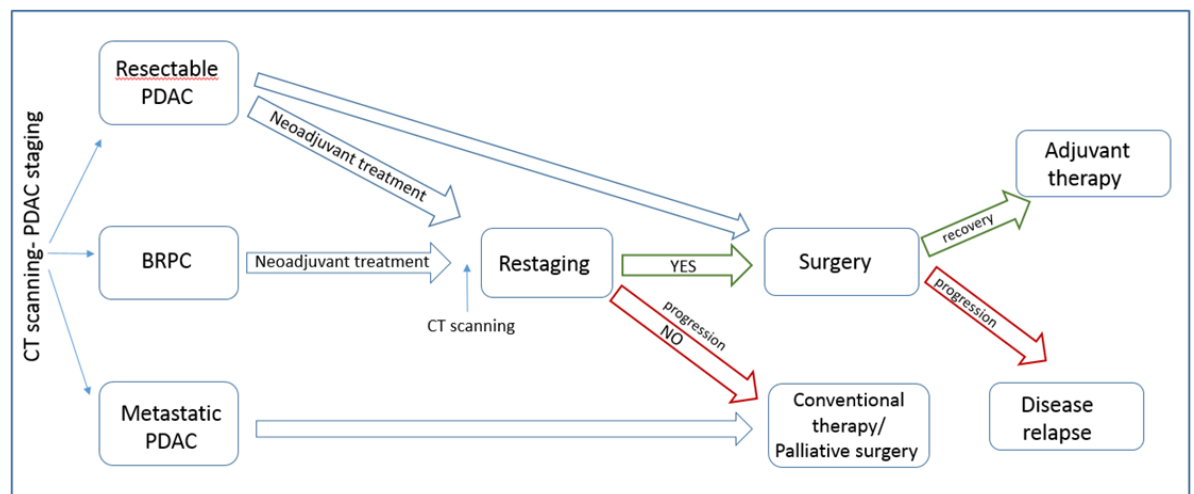 CT scanning- PDAC staging
Resectable
PDAC
Neoadjuvant treatment
BRPC
Neoadjuvant treatment
CT scanning
Restaging
YES
progression
NO
Surgery
recovery
Adjuvant
therapy
progression
Disease
relapse
Metastatic
PDAC
Conventional
therapy/
Palliative surgery